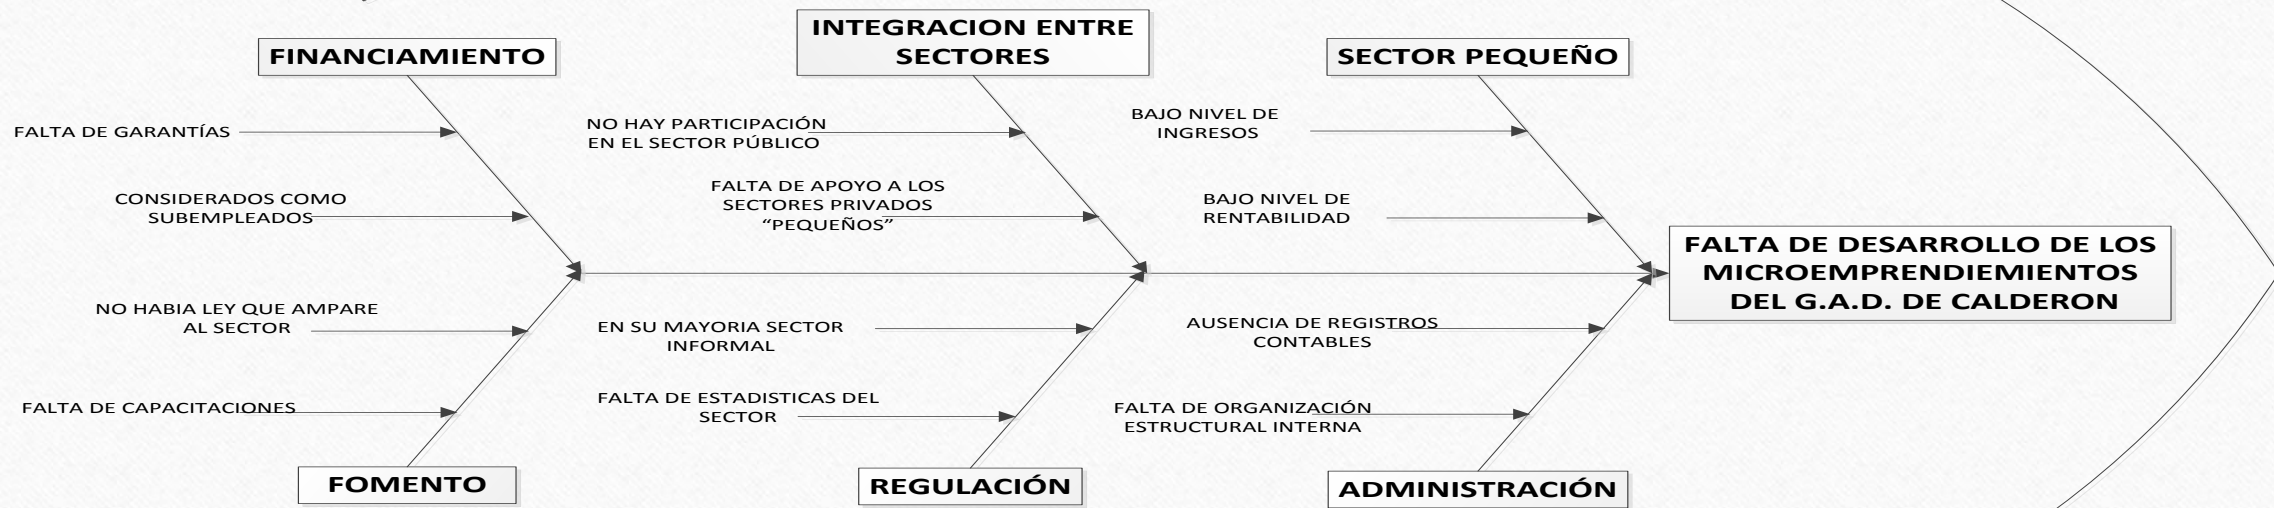 FINANCIAMIENTO
INTEGRACION ENTRE
SECTORES
SECTOR PEQUEÑO
FALTA DE GARANTÍAS
CONSIDERADOS COMO
SUBEMPLEADOS
NO HAY PARTICIPACIÓN
EN EL SECTOR PÚBLICO
FALTA DE APOYO A LOS
SECTORES PRIVADOS
“PEQUEÑOS”
BAJO NIVEL DE
INGRESOS
BAJO NIVEL DE
RENTABILIDAD
FALTA DE DESARROLLO DE LOS
MICROEMPRENDIEMIENTOS
DEL G.A.D. DE CALDERON
NO HABIA LEY QUE AMPARE
AL SECTOR
FALTA DE CAPACITACIONES
EN SU MAYORIA SECTOR
INFORMAL
FALTA DE ESTADISTICAS DEL
SECTOR
AUSENCIA DE REGISTROS
CONTABLES
FALTA DE ORGANIZACIÓN
ESTRUCTURAL INTERNA
FOMENTO
REGULACIÓN
ADMINISTRACIÓN